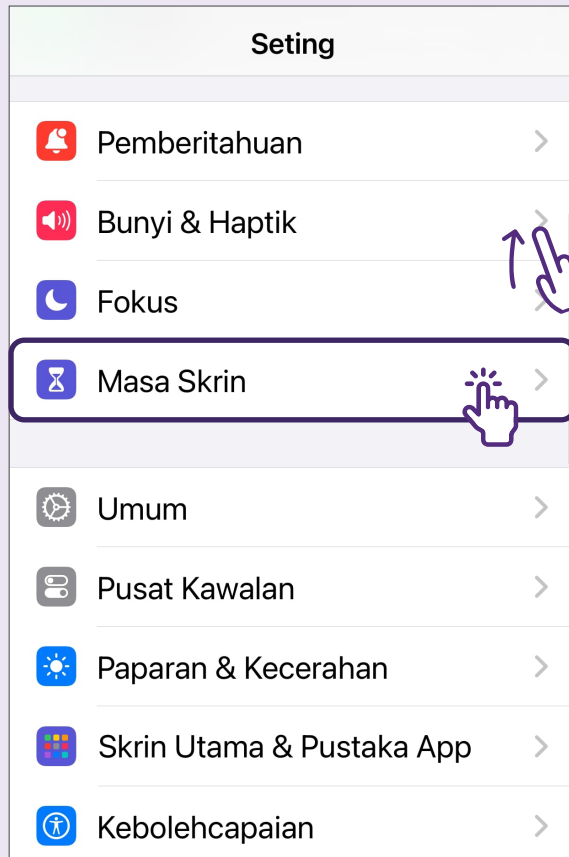 Seting
Pemberitahuan
Bunyi & Haptik
Fokus
Masa Skrin
Umum
Pusat Kawalan
Paparan & Kecerahan
Skrin Utama & Pustaka App
Kebolehcapaian